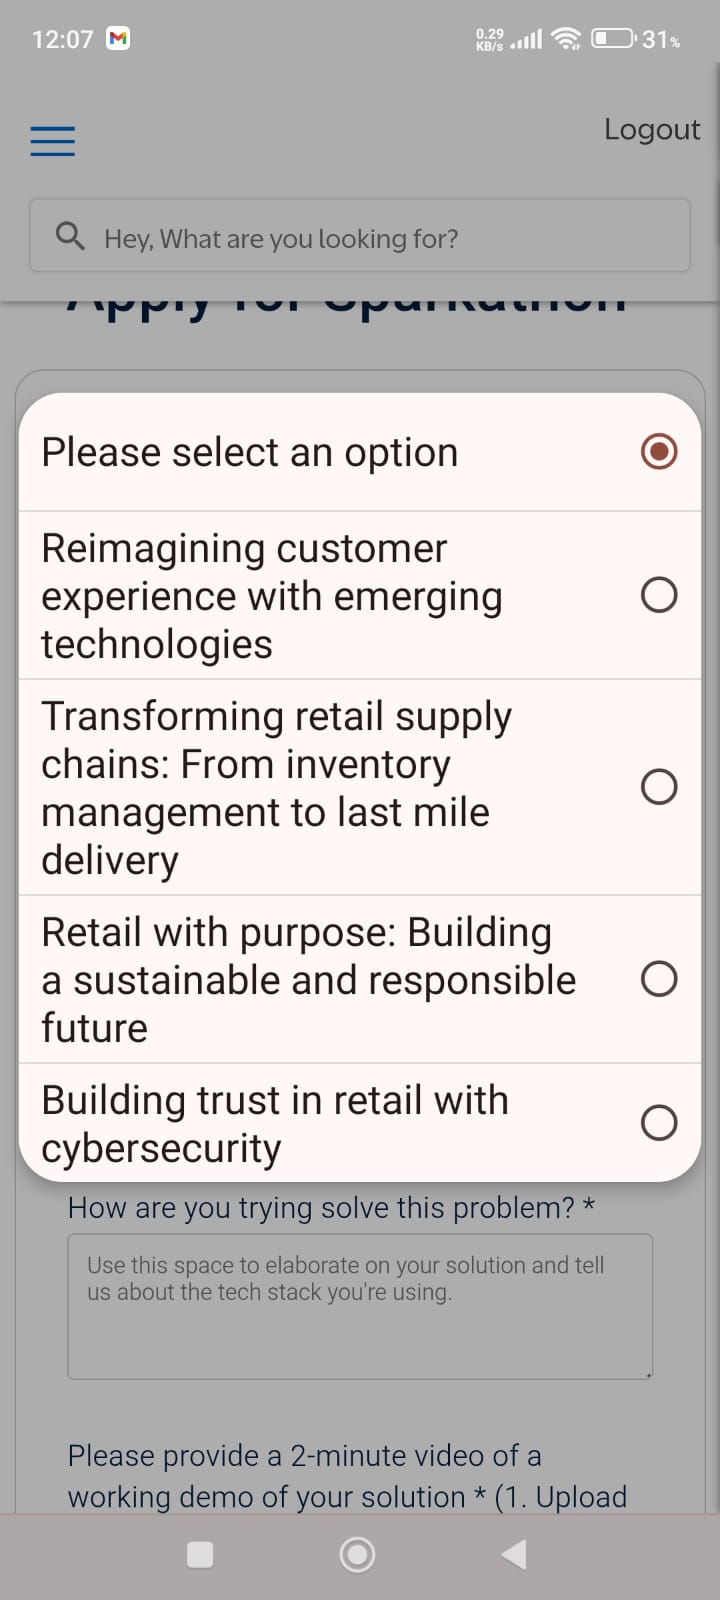 12:07
0.29
KB/s
31%
Logout
Hey, What are you looking for?
Apply for Sparkathon
Please select an option
Reimagining customer
experience with emerging
technologies
Transforming retail supply
chains: From inventory
management to last mile
delivery
Retail with purpose: Building
a sustainable and responsible
future
Building trust in retail with
cybersecurity
How are you trying solve this problem? *
Use this space to elaborate on your solution and tell
us about the tech stack you're using.
Please provide a 2-minute video of a
working demo of your solution * (1. Upload